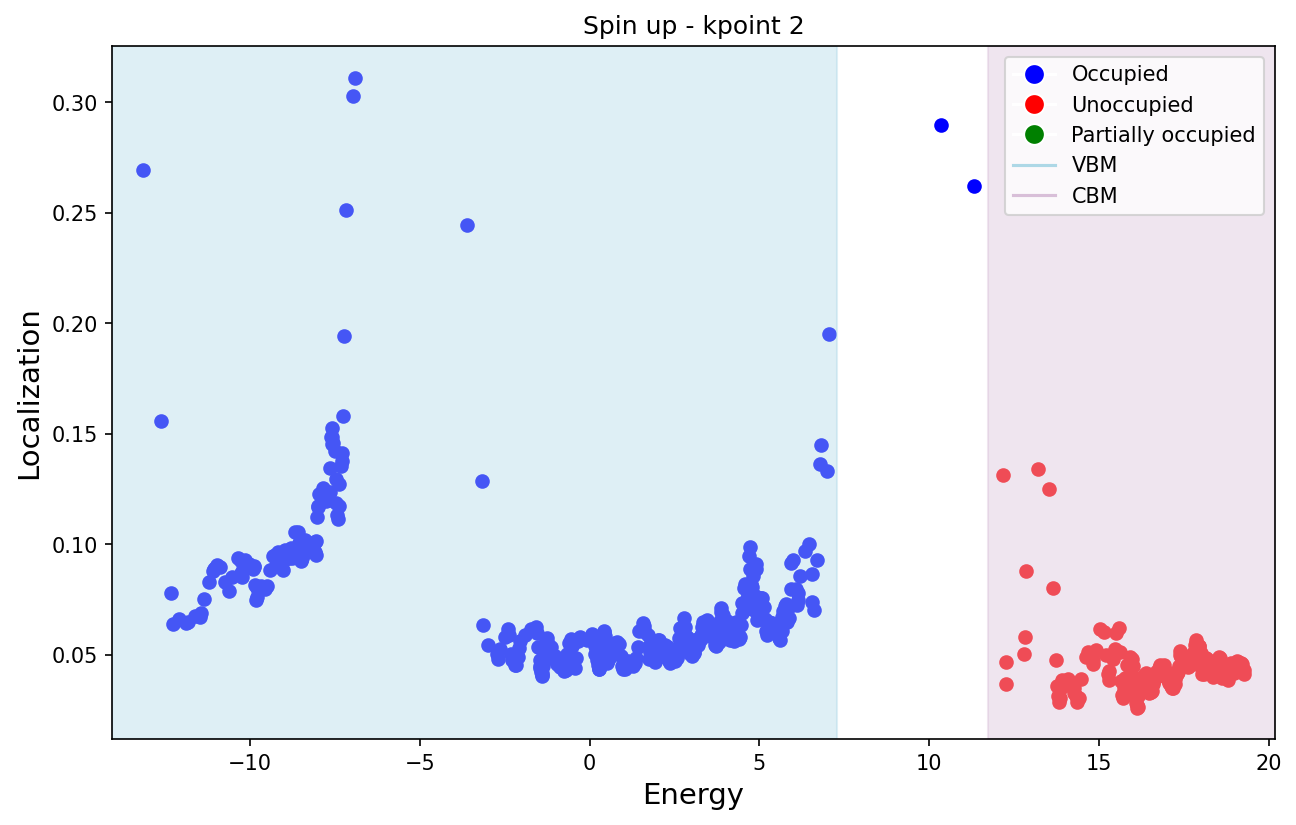 Spin up - kpoint 2
Localization
0.30
0.25
0.20
0.15
0.10
0.05
−10
−5
0
5
10
15
20
Energy
Occupied
Unoccupied
Partially occupied
VBM
CBM